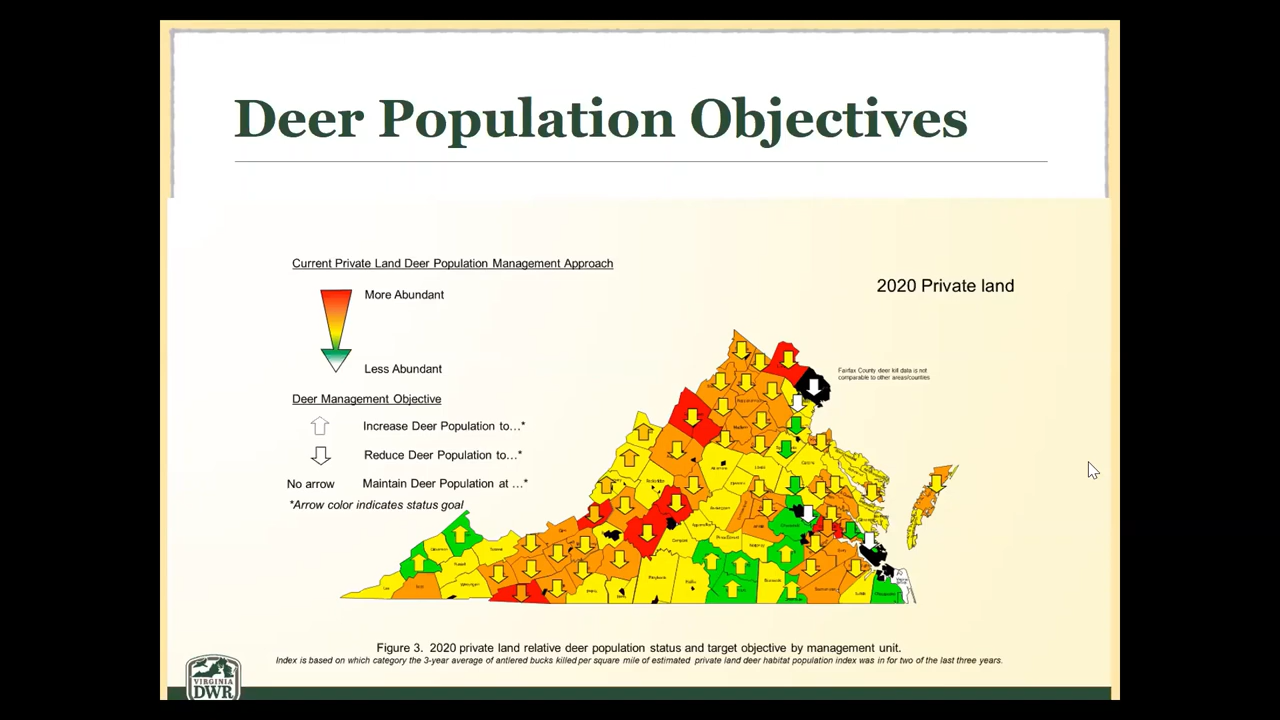 Deer Population Objectives
Current Private Land Deer Population Management Approach
More Abundant
2020 Private land
Less Abundant
Fairfax County deer kill data is not
comparable to other areas/counties
Deer Management Objective
Increase Deer Population to…*
Reduce Deer Population to…*
No arrow Maintain Deer Population at …*
*Arrow color indicates status goal
Figure 3. 2020 private land relative deer population status and target objective by management unit.
Index is based on which category the 3-year average of antlered bucks killed per square mile of estimated private land deer habitat population index was in for two of the last three years.
VIRGINIA
DWR